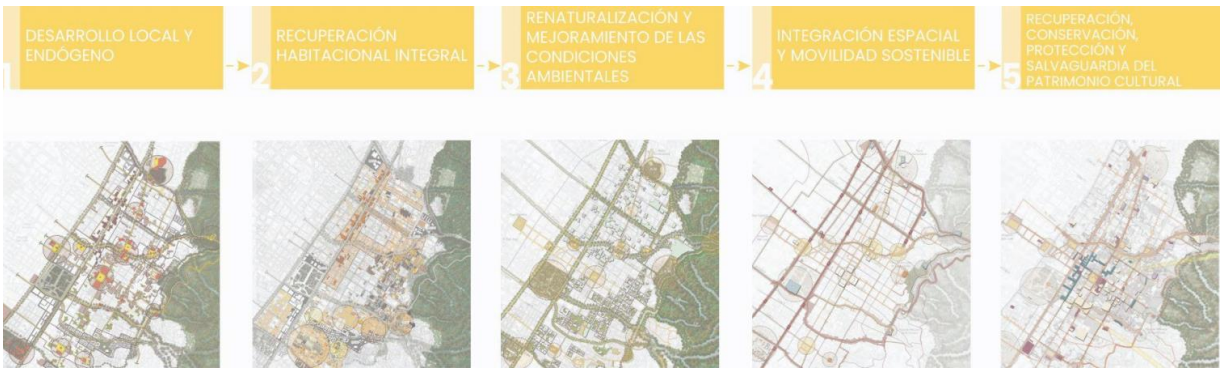 1
DESARROLLO LOCAL Y
ENDÓGENO
2
RECUPERACIÓN
HABITACIONAL INTEGRAL
3
RENATURALIZACIÓN Y
MEJORAMIENTO DE LAS
CONDICIONES
AMBIENTALES
4
INTEGRACIÓN ESPACIAL
Y MOVILIDAD SOSTENIBLE
5
RECUPERACIÓN,
CONSERVACIÓN,
PROTECCIÓN Y
SALVAGUARDIA DEL
PATRIMONIO CULTURAL